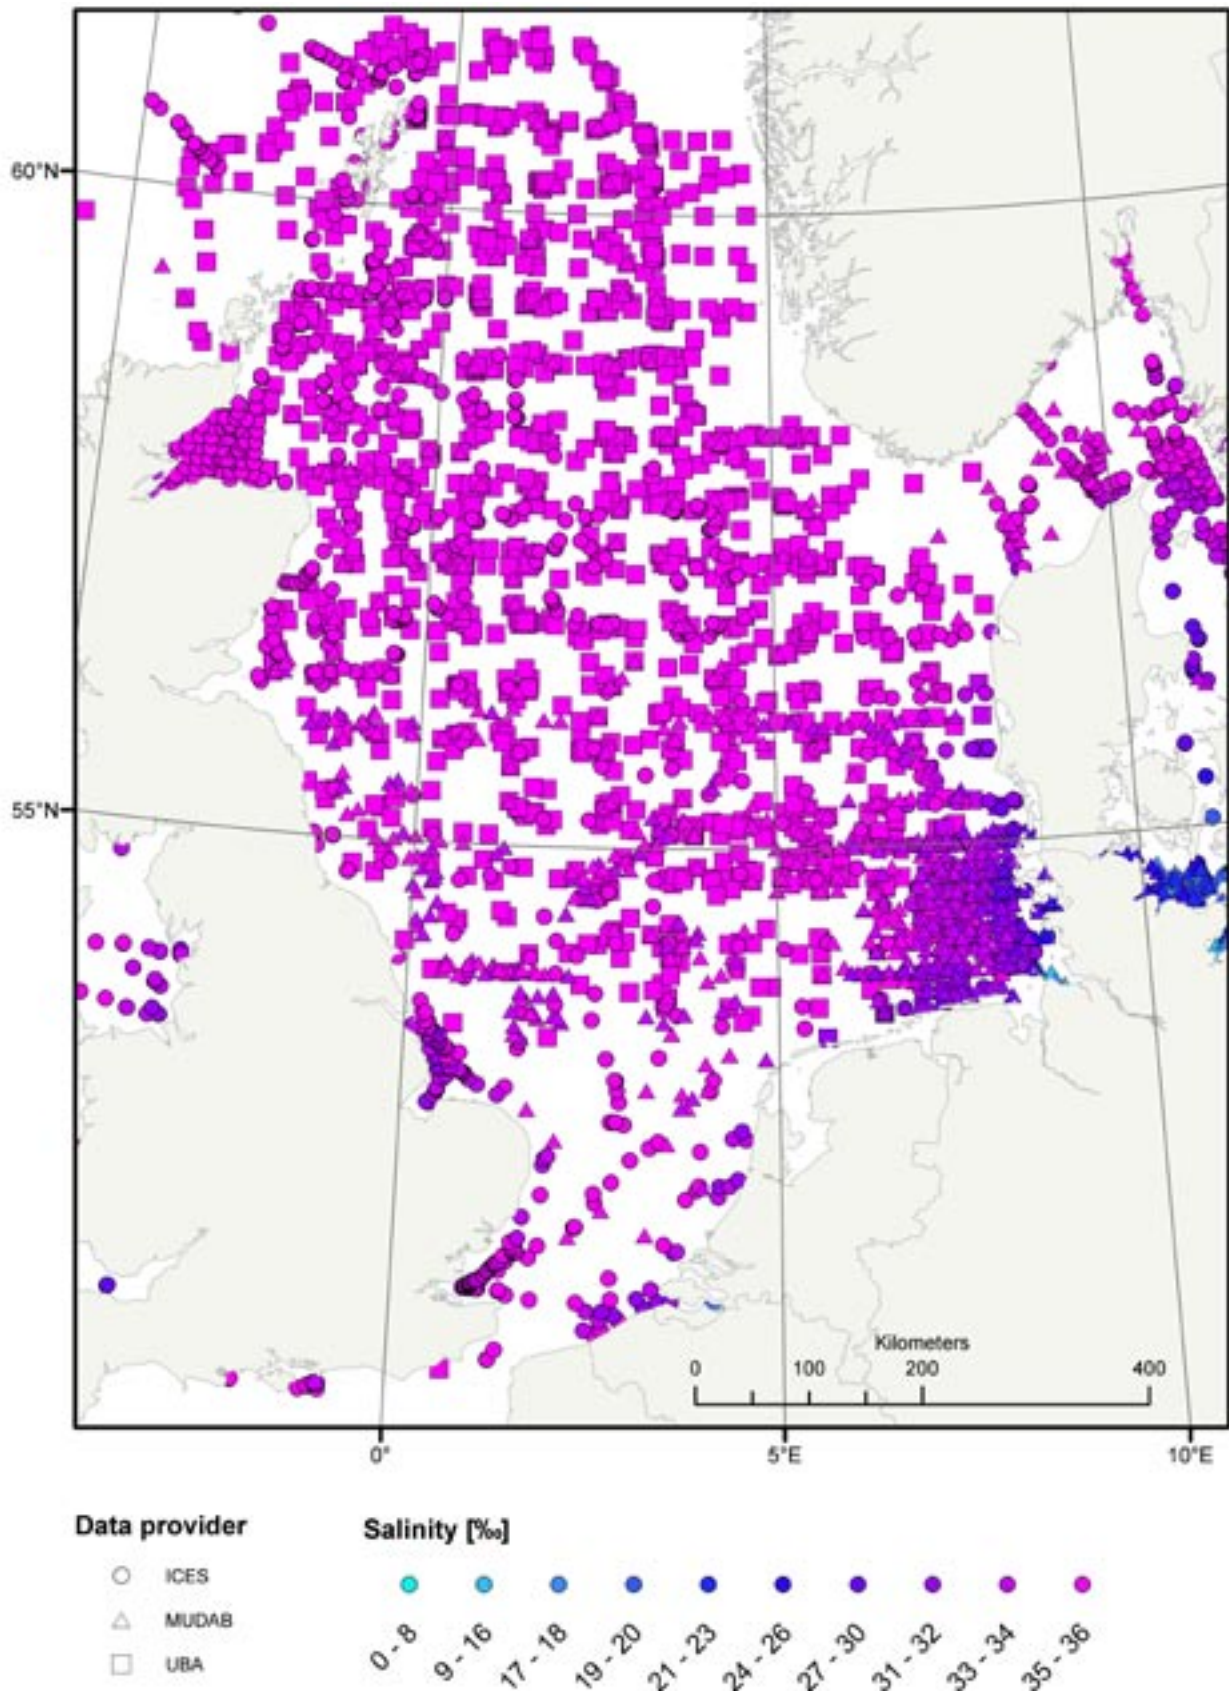 60°N
55°N
Kilometers
0 100 200 400
0° 5°E 10°E
Data provider
ICES
MUDAB
UBA
Salinity [‰]
0 - 8
9 - 16
17 - 18
19 - 20
21 - 23
24 - 26
27 - 30
31 - 32
33 - 34
35 - 36